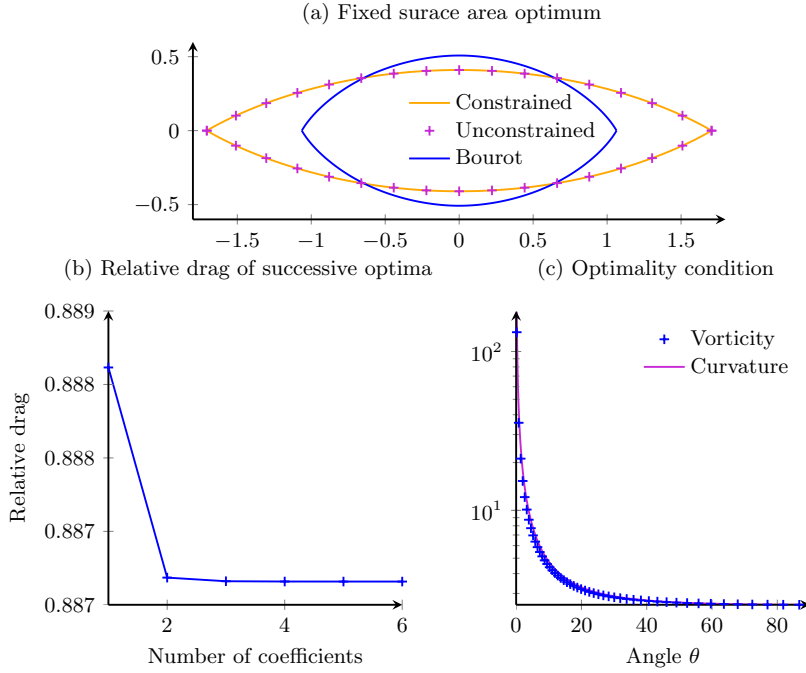 (a) Fixed surace area optimum
0.5
0
−0.5
Constrained
Unconstrained
Bourot
−1.5 −1 −0.5 0 0.5 1 1.5
(b) Relative drag of successive optima
0.889
0.888
0.888
0.887
0.887
Relative drag
2 4 6
Number of coefficients
(c) Optimality condition
Vorticity
Curvature
10²
10¹
0 20 40 60 80
Angle θ